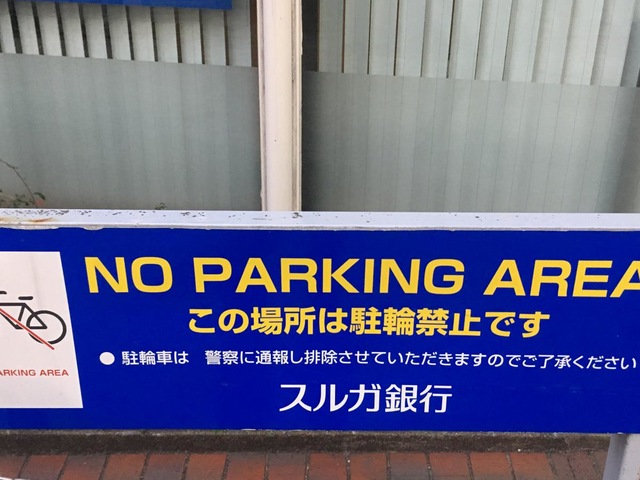 NO PARKING AREA
この場所は駐輪禁止です
● 駐輪車は 警察に通報し排除させていただきますのでご了承ください
スルガ銀行
PARKING AREA